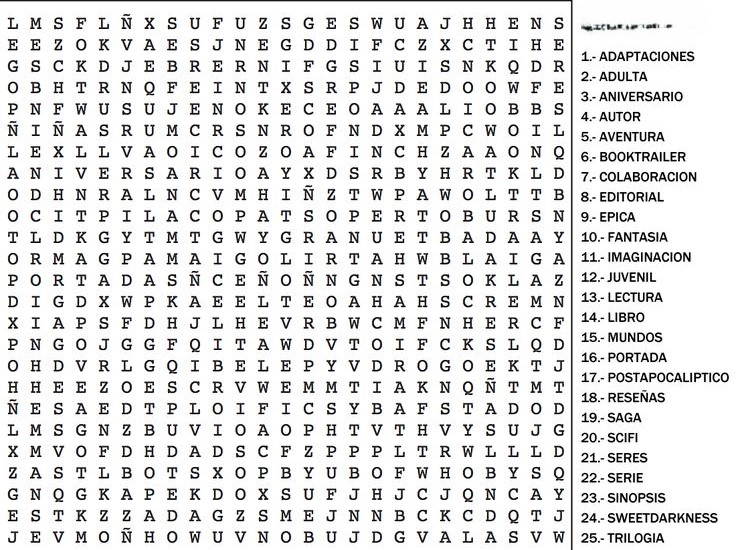 L M S F L Ñ X S U F U Z S G E S W U A J H H E N S
E E Z O K V A E S J N E G D D I F C Z X C T I H E
G S C K D J E B R E R N I F G S I U I S N K Q D R
O B H T R N Q F E I N T X S R P J D E D O O W F E
P N F W U S U J E N O K E C E O A A A L I O B B S
Ñ I Ñ A S R U M C R S N R O F N D X M P C W O I L
L E X L L V A O I C O Z O A F I N C H Z A A O N Q
A N I V E R S A R I O A Y X D S R B Y H R T K L D
O D H N R A L N C V M H I Ñ Z T W P A W O L T T B
O C I T P I L A C O P A T S O P E R T O B U R S N
T L D K G Y T M T G W Y G R A N U E T B A D A A Y
O R M A G P A M A I G O L I R T A H W B L A I G A
P O R T A D A S Ñ C E Ñ O Ñ N G N S T S O K L A Z
D I G D X W P K A E E L T E O A H A H S C R E M N
X I A P S F D H J L H E V R B W C M F N H E R C F
P N G O J G G F Q I T A W D V T O I F C K S L Q D
O H D V R L G Q I B E L E P Y V D R O G O E K T J
H H E E Z O E S C R V W E M M T I A K N Q Ñ T M T
Ñ E S A E D T P L O I F I C S Y B A F S T A D O D
L M S G N Z B U V I O A O P H T V T H V Y S U J G
X M V O F D H D A D S C F Z P P P L T R W L L L D
Z A S T L B O T S X O P B Y U B O F W H O B Y S Q
G N Q G K A P E K D O X S U F J H J C J Q N C A Y
E S T K Z Z A D A G Z S M E J N N B C K C D Q T J
J E V M O Ñ H O W U V N O B U J D G V A L A S V W
1.- ADAPTACIONES
2.- ADULTA
3.- ANIVERSARIO
4.- AUTOR
5.- AVENTURA
6.- BOOKTRAILER
7.- COLABORACION
8.- EDITORIAL
9.- EPICA
10.- FANTASIA
11.- IMAGINACION
12.- JUVENIL
13.- LECTURA
14.- LIBRO
15.- MUNDOS
16.- PORTADA
17.- POSTAPOCALIPTICO
18.- RESEÑAS
19.- SAGA
20.- SCIFI
21.- SERES
22.- SERIE
23.- SINOPSIS
24.- SWEETDARKNESS
25.- TRILOGIA